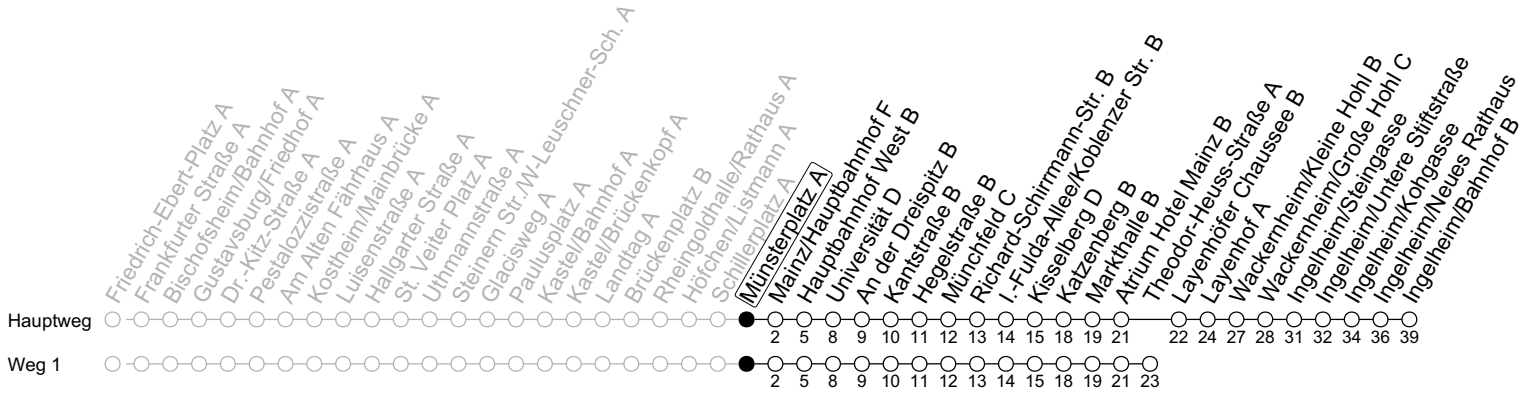 Friedrich-Ebert-Platz A
Frankfurter Straße A
Bischofsheim/Bahnhof A
Gustavsburg/Friedhof A
Dr.-Kitz-Straße A
Pestalozzistraße A
Am Alten Fährhaus A
Kostheim/Mainbrücke A
Luisenstraße A
Hallgarter Straße A
St. Veiter Platz A
Uthmannstraße A
Steinern Str./W-Leuschner-Sch. A
Glacisweg A
Paulusplatz A
Kastel/Bahnhof A
Kastel/Brückenkopf A
Landtag A
Brückenplatz B
Rheingoldhalle/Rathaus A
Höfchen/Listmann A
Schillerplatz A
Münsterplatz A
Mainz/Hauptbahnhof F
Hauptbahnhof West B
Universität D
An der Dreispitz B
Kantstraße B
Hegelstraße B
Münchfeld C
Richard-Schirrmann-Str. B
I.-Fulda-Allee/Koblenzer Str. B
Kisselberg D
Katzenberg B
Markthalle B
Atrium Hotel Mainz B
Theodor-Heuss-Straße A
Layenhöfer Chaussee B
Layenhof A
Wackernheim/Kleine Hohl B
Wackernheim/Große Hohl C
Ingelheim/Steingasse
Ingelheim/Untere Stiftstraße
Ingelheim/Rohgasse
Ingelheim/Neues Rathaus
Ingelheim/Bahnhof B
Hauptweg
2 5 8 9 10 11 12 13 14 15 18 19 21 22 24 27 28 31 32 34 36 39
Weg 1
2 5 8 9 10 11 12 13 14 15 18 19 21 23